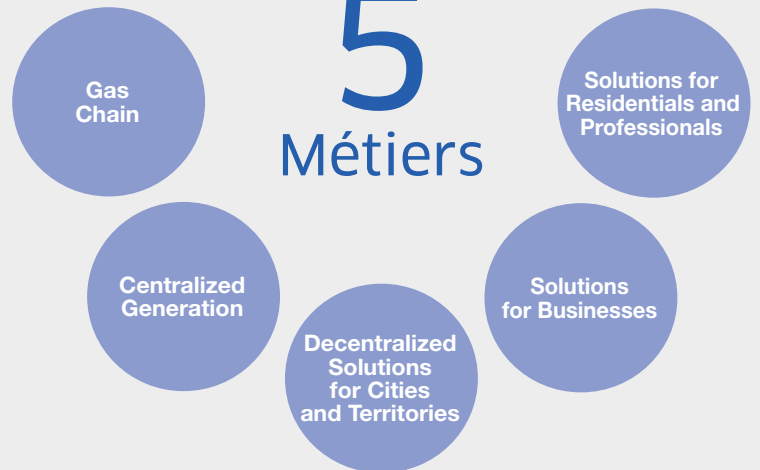 5
Métiers
Gas
Chain
Centralized
Generation
Decentralized
Solutions
for Cities
and Territories
Solutions
for Businesses
Solutions for
Residentials and
Professionals